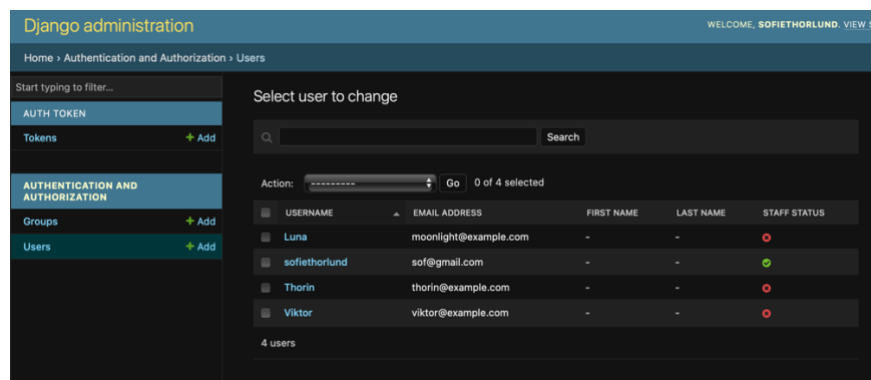 Django administration
WELCOME, SOFIETHORLUND. VIEW
Home › Authentication and Authorization › Users
Start typing to filter...
AUTH TOKEN
Tokens + Add
AUTHENTICATION AND
AUTHORIZATION
Groups + Add
Users + Add
Select user to change
Search
Action: --------- Go 0 of 4 selected
USERNAME EMAIL ADDRESS FIRST NAME LAST NAME STAFF STATUS
Luna moonlight@example.com - -
sofiethorlund sof@gmail.com - -
Thorin thorin@example.com - -
Viktor viktor@example.com - -
4 users